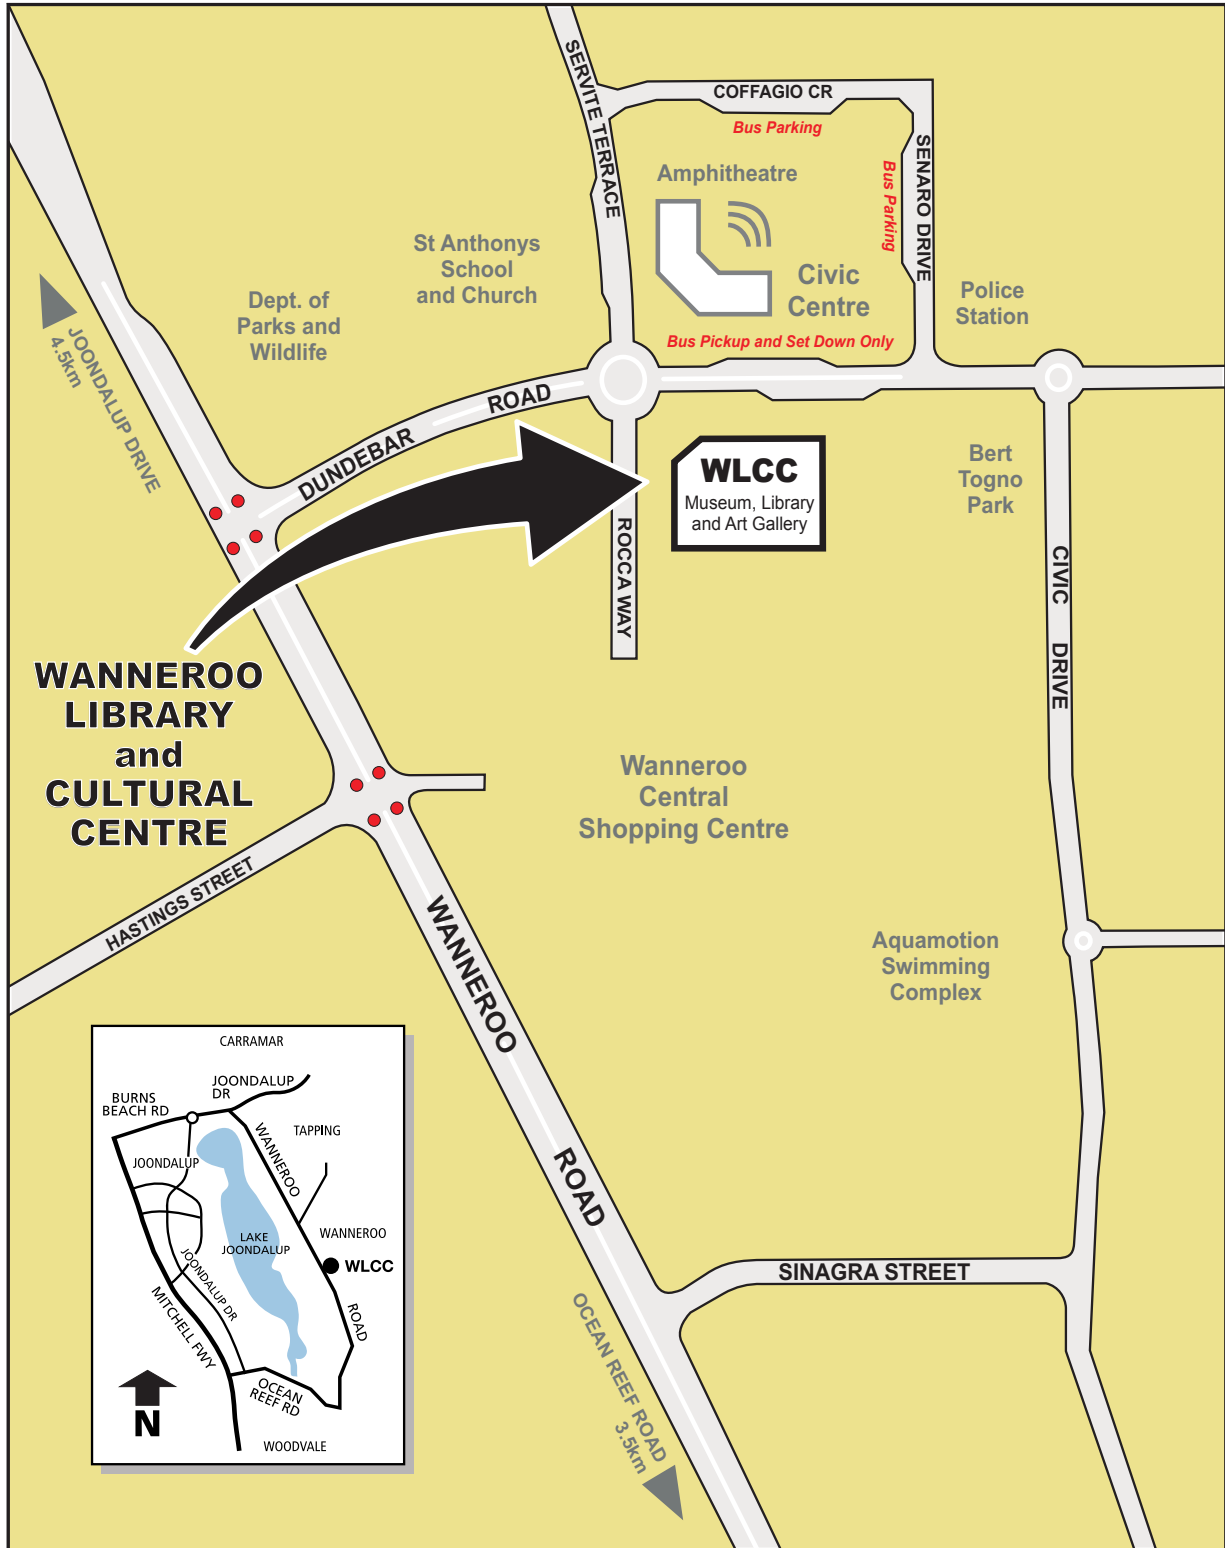 SERVITE TERRACE
COFFAGIO CR
Bus Parking
SENARO DRIVE
Bus Parking
Amphitheatre
St Anthonys
School
and Church
Civic
Centre
Dept. of
Parks and
Wildlife
Police
Station
Bus Pickup and Set Down Only
JOONDALUP DRIVE
4.5km
DUNDEBAR ROAD
WLCC
Museum, Library
and Art Gallery
Bert
Togno
Park
ROCCA WAY
CIVIC DRIVE
WANNEROO
LIBRARY
and
CULTURAL
CENTRE
Wanneroo
Central
Shopping Centre
HASTINGS STREET
WANNEROO ROAD
Aquamotion
Swimming
Complex
SINAGRA STREET
OCEAN REEF ROAD
3.5km
CARRAMAR
JOONDALUP
DR
BURNS
BEACH RD
WANNEROO
TAPPING
JOONDALUP
WANNEROO
LAKE
JOONDALUP
WLCC
JOONDALUP DR
MITCHELL FWY
ROAD
OCEAN
REEF RD
N
WOODVALE